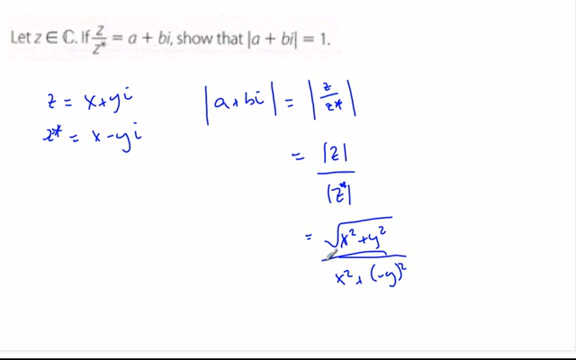 Let z ∈ ℂ. If z/z* = a + bi, show that |a + bi| = 1.
z = x+yi
z* = x-yi
|a+bi| = |z/z*|
= |z|/|z*|
= √(x²+y²)/x²+(-y)²